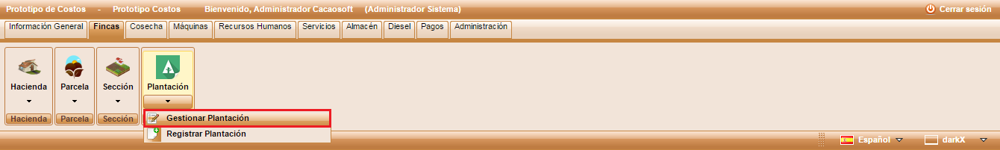 Prototipo de Costos - Prototipo Costos Bienvenido, Administrador Cacaosoft (Administrador Sistema) Cerrar sesión
Información General Fincas Cosecha Máquinas Recursos Humanos Servicios Almacén Diesel Pagos Administración
Hacienda Parcela Sección Plantación
Hacienda Parcela Sección
Gestionar Plantación
Registrar Plantación
Español darkX